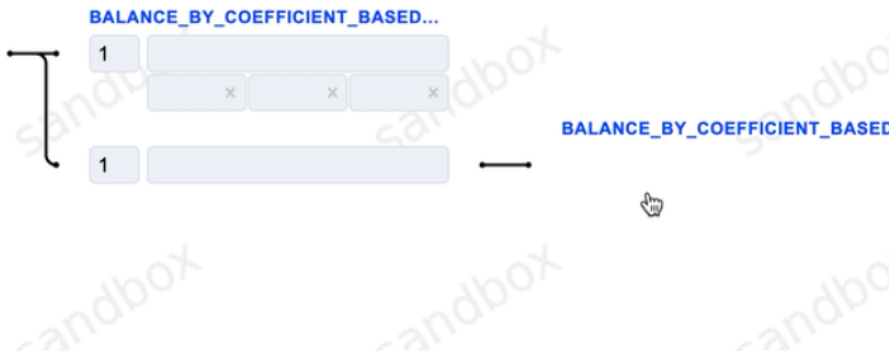 BALANCE_BY_COEFFICIENT_BASED...
1
sandbox
sandbox
sandbox
× × ×
BALANCE_BY_COEFFICIENT_BASED
1
sandbox
sandbox
sandbox